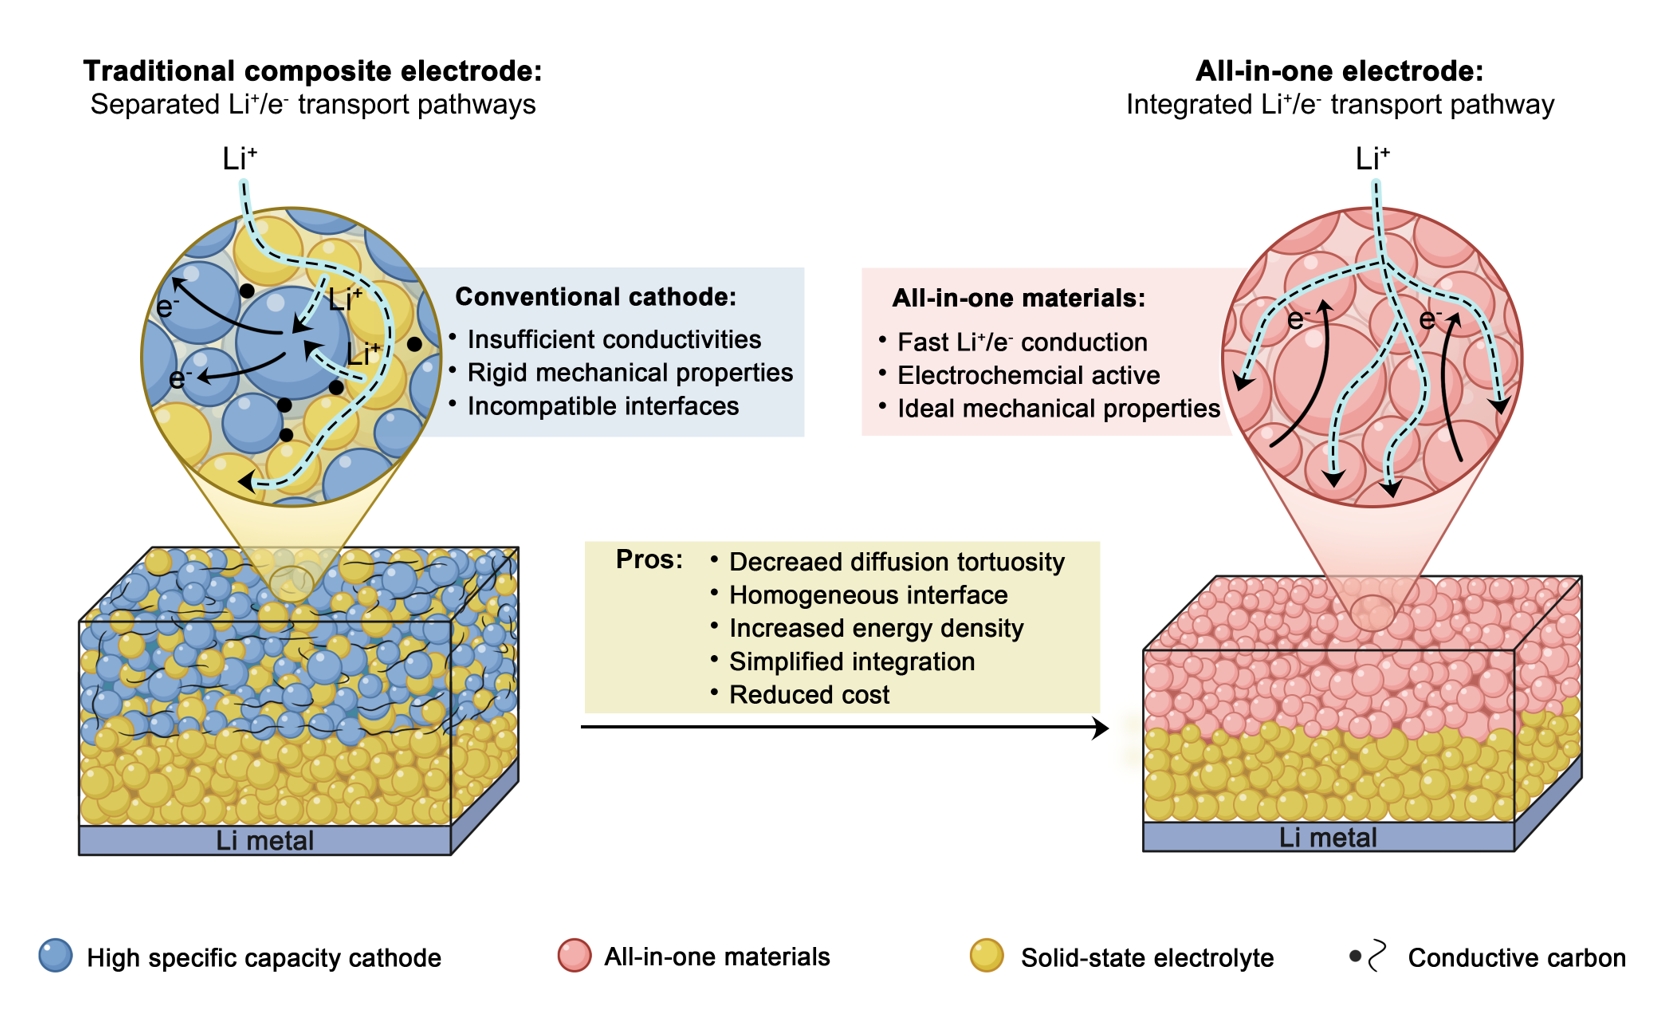 Traditional composite electrode:
Separated Li⁺/e⁻ transport pathways
Li⁺
Li⁺
Li⁺
e⁻
e⁻
Conventional cathode:
• Insufficient conductivities
• Rigid mechanical properties
• Incompatible interfaces
Li metal
All-in-one electrode:
Integrated Li⁺/e⁻ transport pathway
Li⁺
e⁻
e⁻
All-in-one materials:
• Fast Li⁺/e⁻ conduction
• Electrochemcial active
• Ideal mechanical properties
Pros:
• Decreaed diffusion tortuosity
• Homogeneous interface
• Increased energy density
• Simplified integration
• Reduced cost
Li metal
High specific capacity cathode
All-in-one materials
Solid-state electrolyte
Conductive carbon